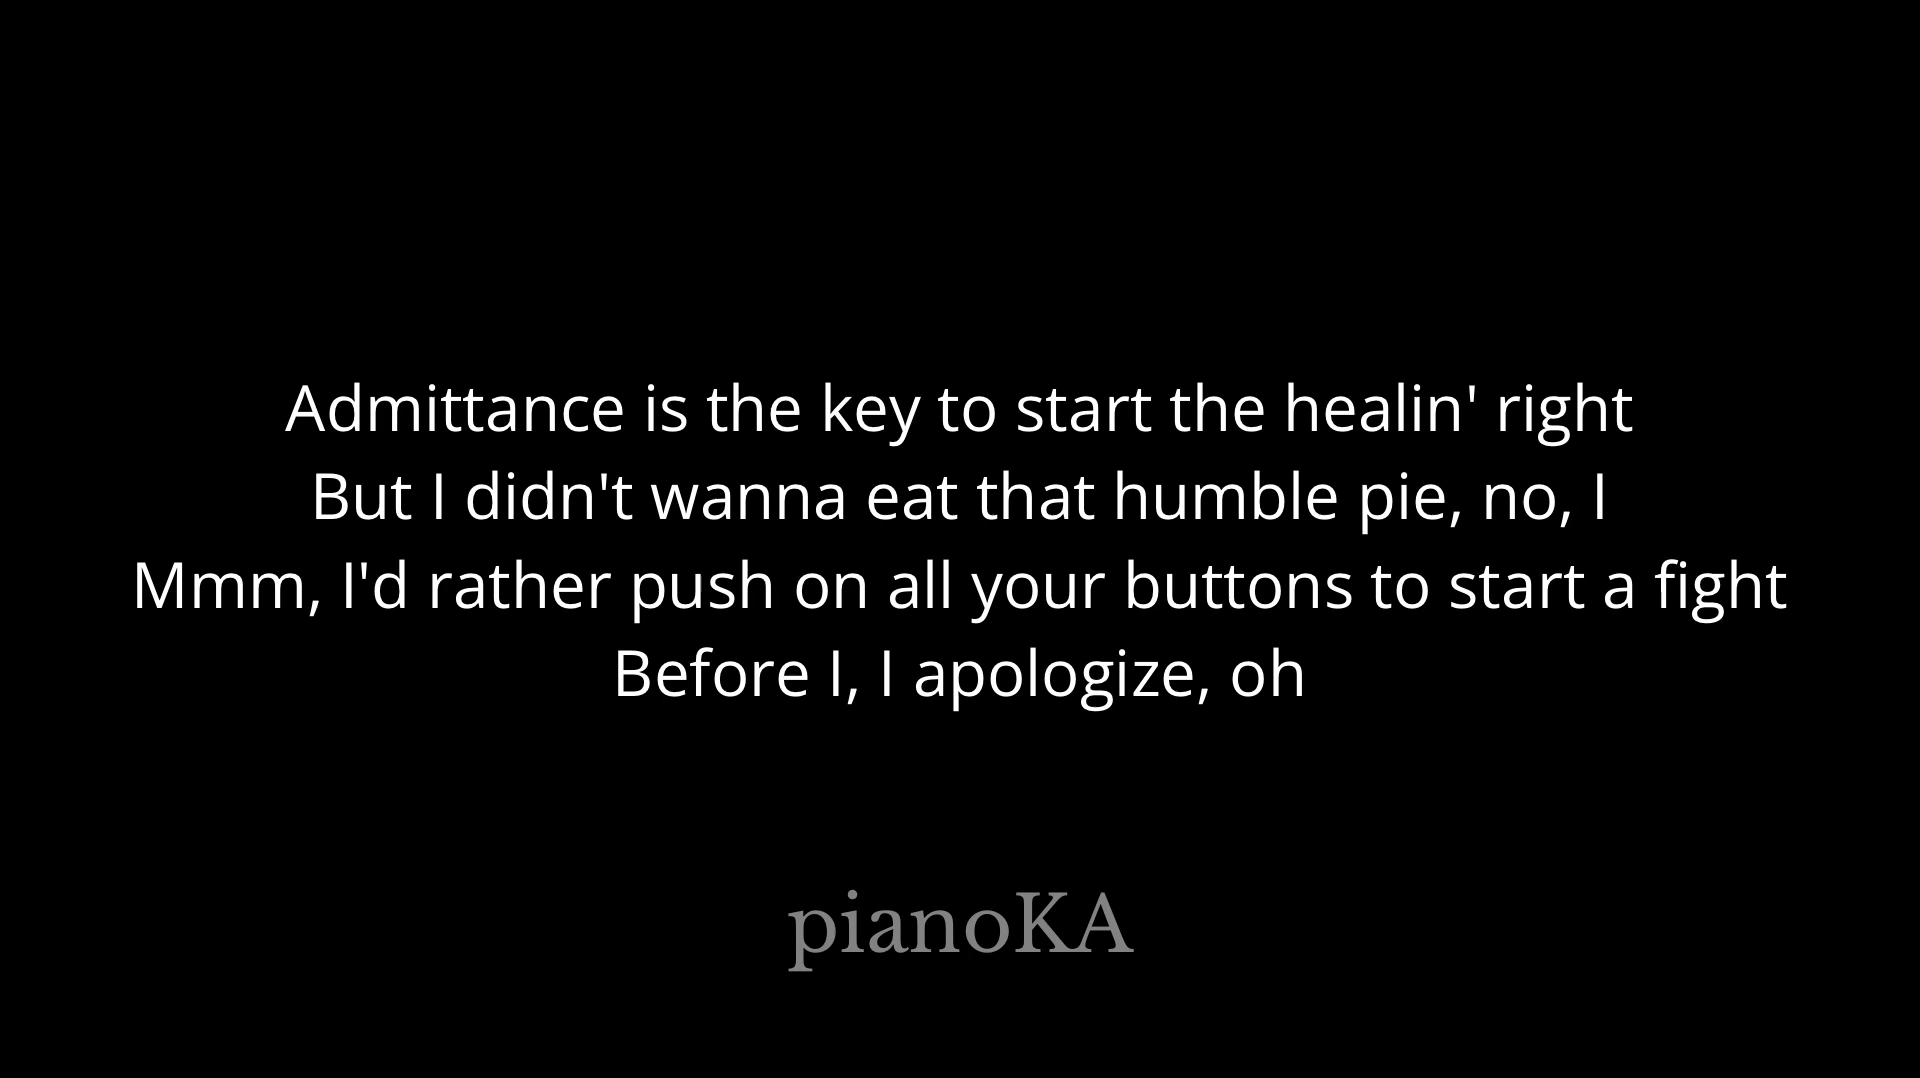 Admittance is the key to start the healin' right
But I didn't wanna eat that humble pie, no, I
Mmm, I'd rather push on all your buttons to start a fight
Before I, I apologize, oh
pianoKA